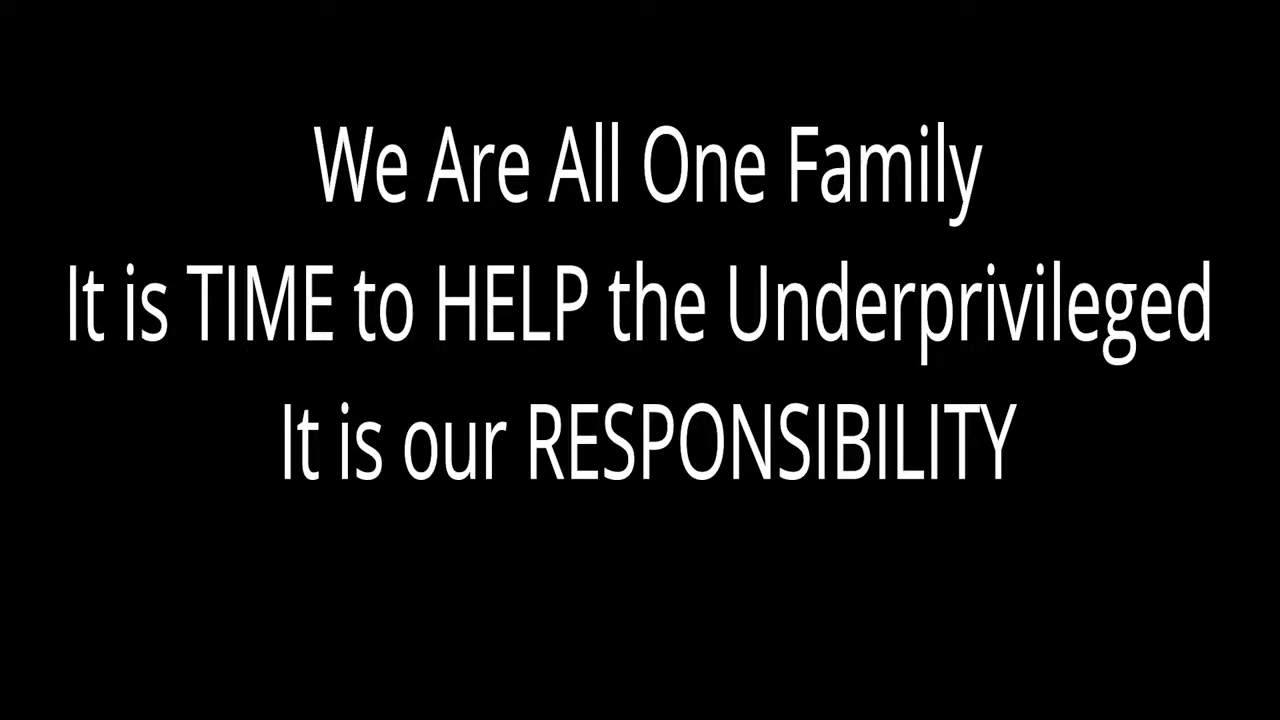 We Are All One Family
It is TIME to HELP the Underprivileged
It is our RESPONSIBILITY